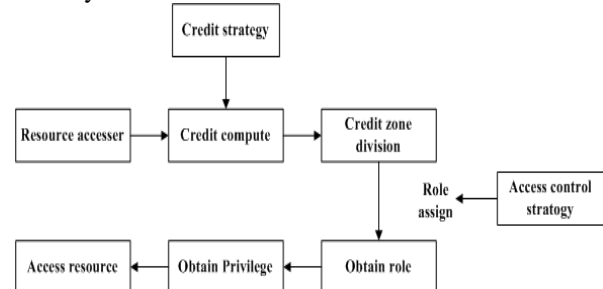 Credit strategy
Resource accesser
Credit compute
Credit zone
division
Role
assign
Access control
strategy
Access resource
Obtain Privilege
Obtain role